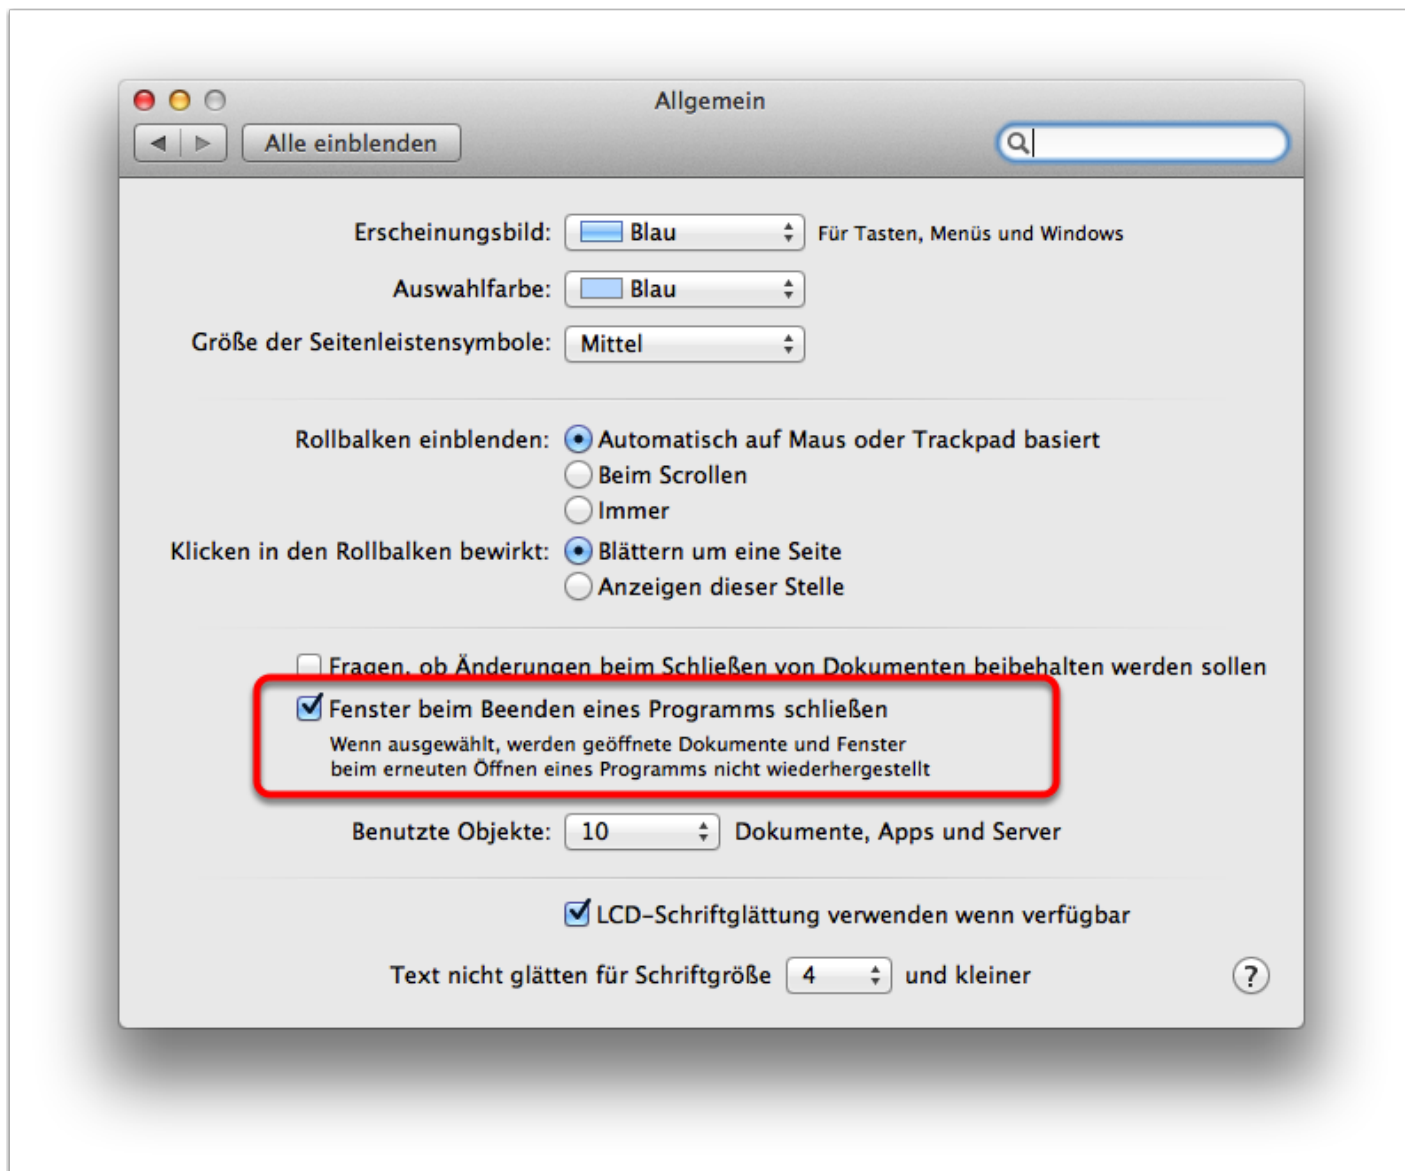 Allgemein
Alle einblenden
Erscheinungsbild: Blau Für Tasten, Menüs und Windows
Auswahlfarbe: Blau
Größe der Seitenleistensymbole: Mittel
Rollbalken einblenden: Automatisch auf Maus oder Trackpad basiert
Beim Scrollen
Immer
Klicken in den Rollbalken bewirkt: Blättern um eine Seite
Anzeigen dieser Stelle
Fragen, ob Änderungen beim Schließen von Dokumenten beibehalten werden sollen
Fenster beim Beenden eines Programms schließen
Wenn ausgewählt, werden geöffnete Dokumente und Fenster
beim erneuten Öffnen eines Programms nicht wiederhergestellt
Benutzte Objekte: 10 Dokumente, Apps und Server
LCD-Schriftglättung verwenden wenn verfügbar
Text nicht glätten für Schriftgröße 4 und kleiner ?